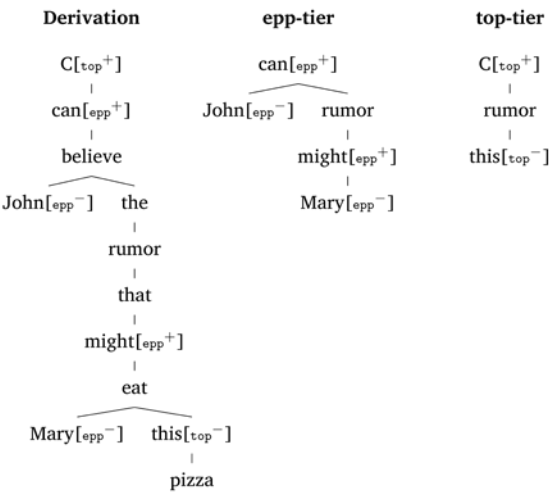 Derivation epp-tier top-tier
C[top⁺] can[epp⁺] C[top⁺]
can[epp⁺] John[epp⁻] rumor rumor
believe might[epp⁺] this[top⁻]
John[epp⁻] the Mary[epp⁻]
rumor
that
might[epp⁺]
eat
Mary[epp⁻] this[top⁻]
pizza